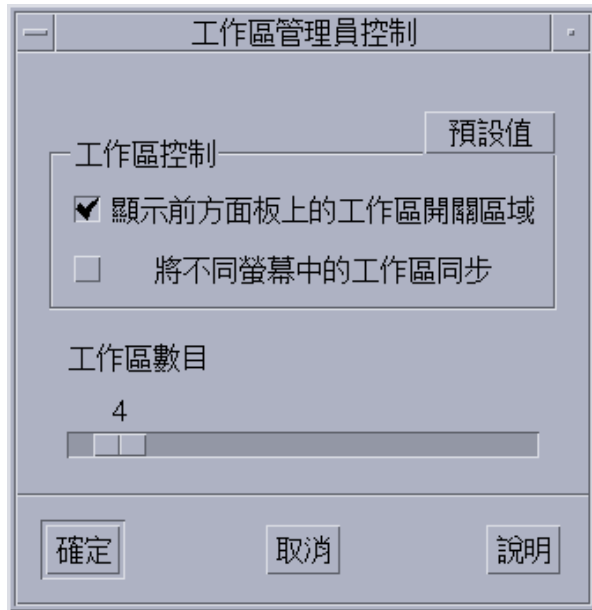 工作區管理員控制
預設值
工作區控制
顯示前方面板上的工作區開關區域
將不同螢幕中的工作區同步
工作區數目
4
確定
取消
說明